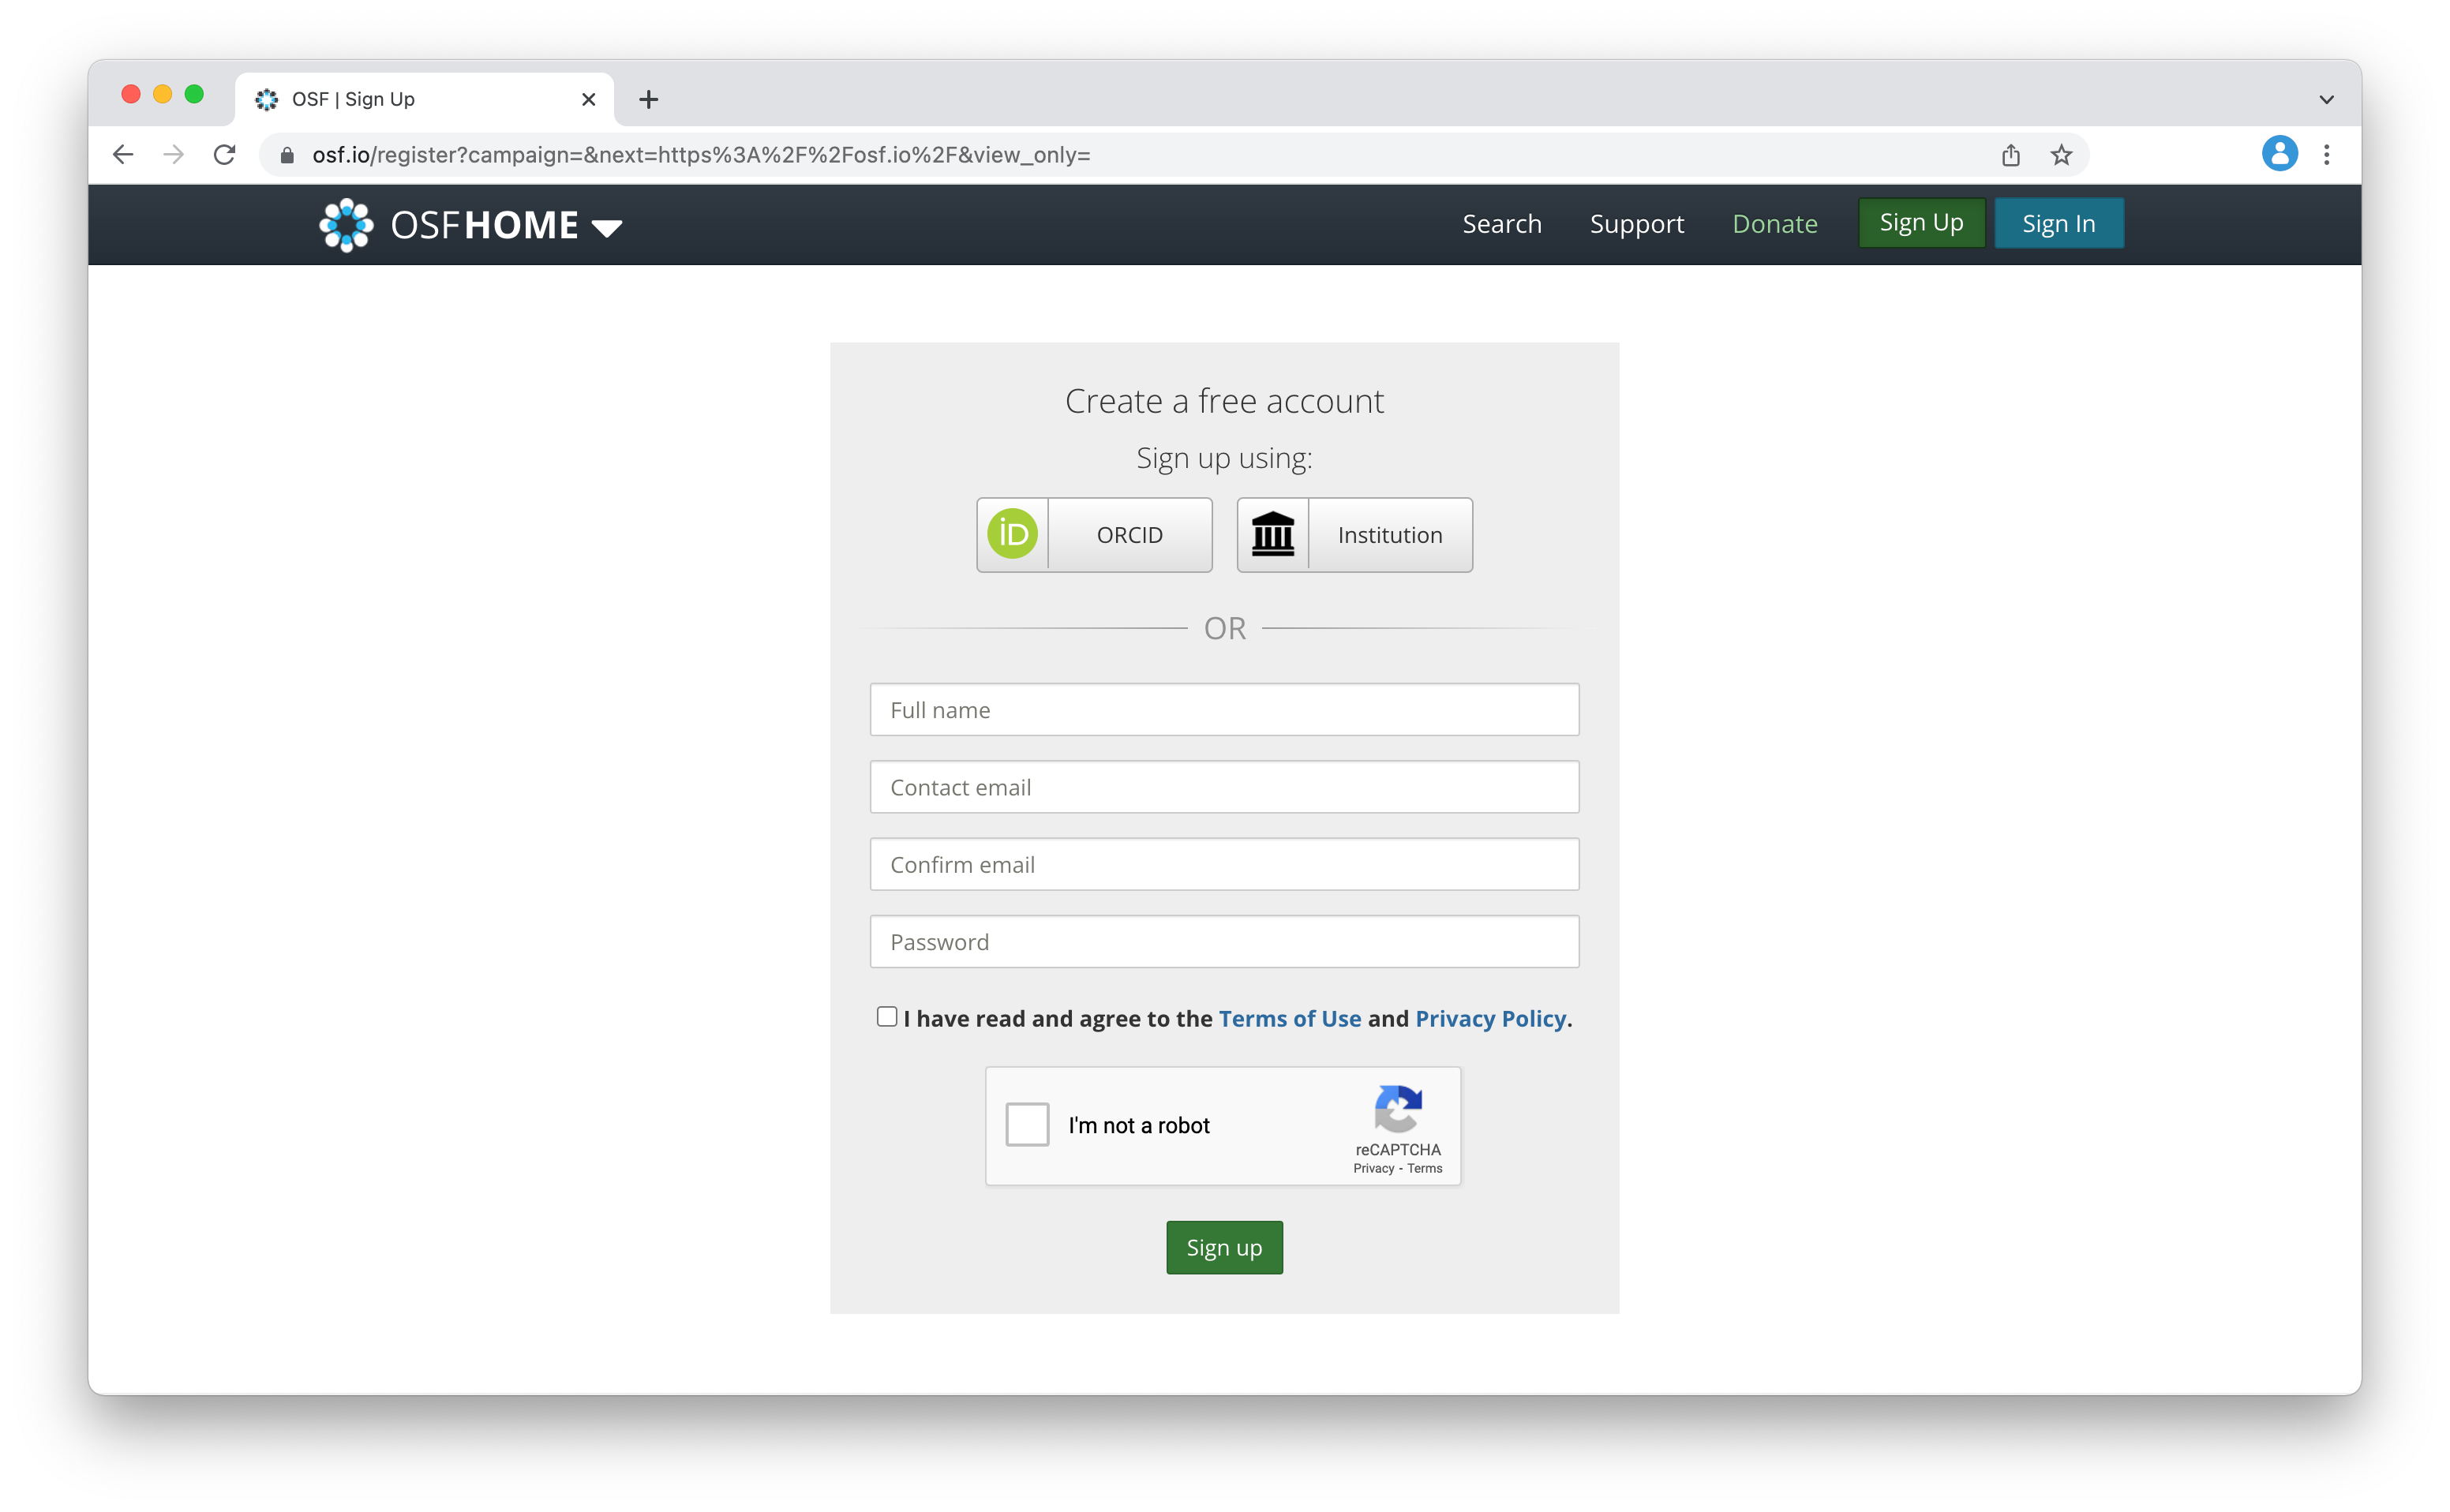 OSF | Sign Up
osf.io/register?campaign=&next=https%3A%2F%2Fosf.io%2F&view_only=
OSFHOME
Search Support Donate Sign Up Sign In
Create a free account
Sign up using:
iD ORCID Institution
OR
Full name
Contact email
Confirm email
Password
I have read and agree to the Terms of Use and Privacy Policy.
I'm not a robot
reCAPTCHA
Privacy - Terms
Sign up